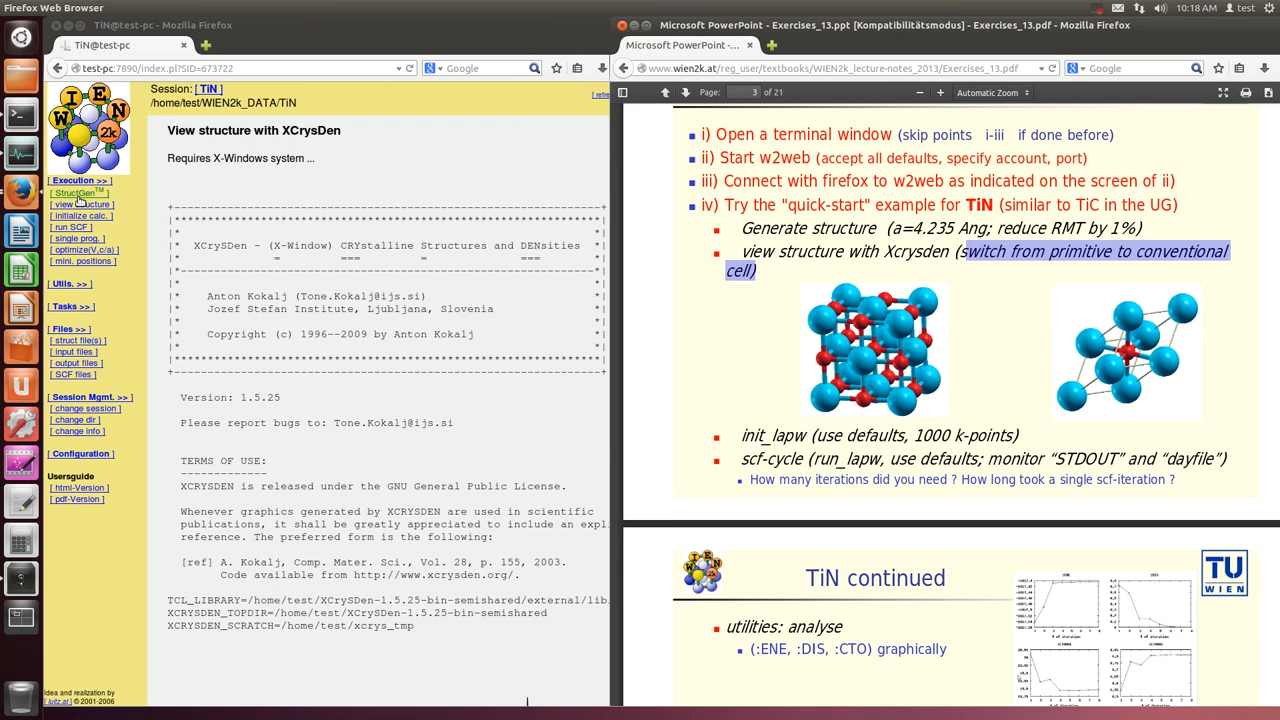 Firefox Web Browser
10:18 AM
test
TiN@test-pc - Mozilla Firefox
TiN@test-pc
test-pc:7890/index.pl?SID=673722
Google
W I E N
2k
Session: [ TiN ]
/home/test/WIEN2k_DATA/TiN
[ Execution >> ]
[ StructGen™ ]
[ view structure ]
[ initialize calc. ]
[ run SCF ]
[ single prog. ]
[ optimize(V,c/a) ]
[ mini. positions ]
[ Utils. >> ]
[ Tasks >> ]
[ Files >> ]
[ struct file(s) ]
[ input files ]
[ output files ]
[ SCF files ]
[ Session Mgmt. >> ]
[ change session ]
[ change dir ]
[ change info ]
[ Configuration ]
Usersguide
[ html-Version ]
[ pdf-Version ]
Idea and realization by
[ luitz.at ] © 2001-2006
View structure with XCrysDen
Requires X-Windows system ...
XCrySDen - (X-Window) CRYstalline Structures and DENsities
Anton Kokalj (Tone.Kokalj@ijs.si)
Jozef Stefan Institute, Ljubljana, Slovenia
Copyright (c) 1996--2009 by Anton Kokalj
Version: 1.5.25
Please report bugs to: Tone.Kokalj@ijs.si
TERMS OF USE:
-------------
XCRYSDEN is released under the GNU General Public License.
Whenever graphics generated by XCRYSDEN are used in scientific
publications, it shall be greatly appreciated to include an expl
reference. The preferred form is the following:
[ref] A. Kokalj, Comp. Mater. Sci., Vol. 28, p. 155, 2003.
Code available from http://www.xcrysden.org/.
XCRYSDEN_TOPDIR=/home/test/XCrySDen-1.5.25-bin-semishared
XCRYSDEN_SCRATCH=/home/test/xcrys_tmp
Microsoft PowerPoint - Exercises_13.ppt [Kompatibilitätsmodus] - Exercises_13.pdf - Mozilla Firefox
Microsoft PowerPoint -...
www.wien2k.at/reg_user/textbooks/WIEN2k_lecture-notes_2013/Exercises_13.pdf
Google
Page: 3 of 21
Automatic Zoom
i) Open a terminal window (skip points i-iii if done before)
ii) Start w2web (accept all defaults, specify account, port)
iii) Connect with firefox to w2web as indicated on the screen of ii)
iv) Try the "quick-start" example for TiN (similar to TiC in the UG)
Generate structure (a=4.235 Ang; reduce RMT by 1%)
view structure with Xcrysden (switch from primitive to conventional
cell)
init_lapw (use defaults, 1000 k-points)
scf-cycle (run_lapw, use defaults; monitor “STDOUT” and “dayfile”)
How many iterations did you need ? How long took a single scf-iteration ?
W I E N
2k
TiN continued
TU
WIEN
utilities: analyse
(:ENE, :DIS, :CTO) graphically